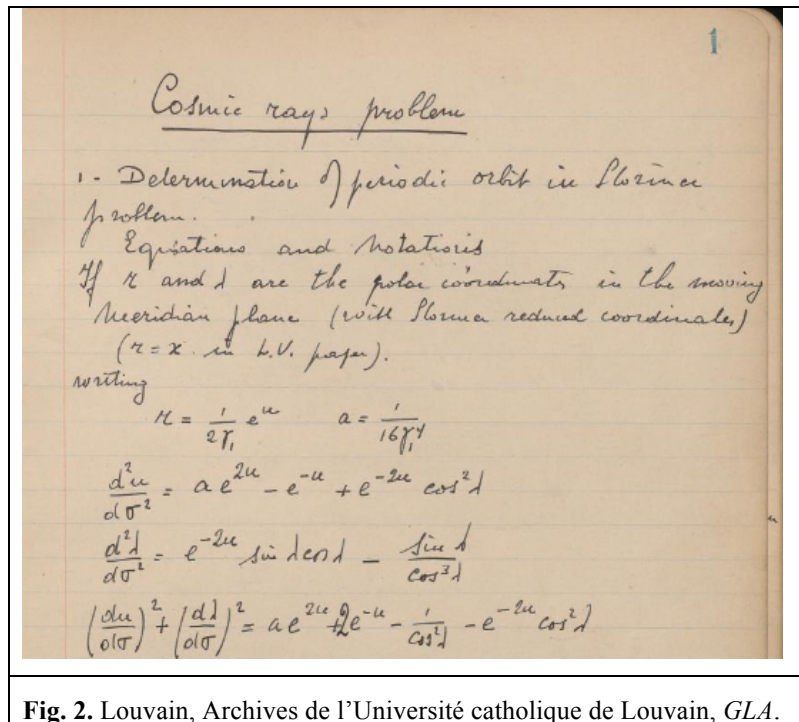 1
Cosmic rays problem
1 - Determination of periodic orbit in Störmer
problem.
Equations and notations
If r and λ are the polar coordinates in the moving
meridian plane (with Störmer reduced coordinates)
(r = x in L.V. paper).
writing
r = 1/(2γ₁) e^u a = 1/(16γ₁⁴)
d²u/dσ² = a e^{2u} - e^{-u} + e^{-2u} cos²λ
d²λ/dσ² = e^{-2u} sin λ cos λ - sin λ/cos³λ
(du/dσ)² + (dλ/dσ)² = a e^{2u} + 2e^{-u} - 1/cos²λ - e^{-2u} cos²λ
Fig. 2. Louvain, Archives de l'Université catholique de Louvain, GLA.